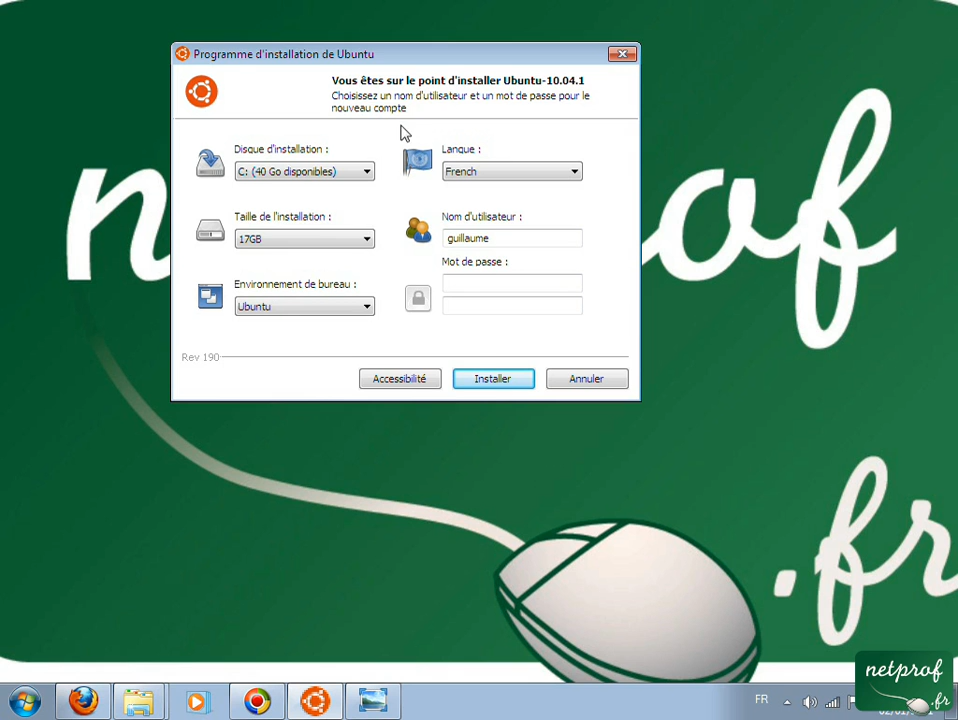 Programme d'installation de Ubuntu
Vous êtes sur le point d'installer Ubuntu-10.04.1
Choisissez un nom d'utilisateur et un mot de passe pour le
nouveau compte
Disque d'installation :
C: (40 Go disponibles)
Langue :
French
Taille de l'installation :
17GB
Nom d'utilisateur :
guillaume
Mot de passe :
Environnement de bureau :
Ubuntu
Rev 190
Accessibilité
Installer
Annuler
.fr
FR
netprof
.fr